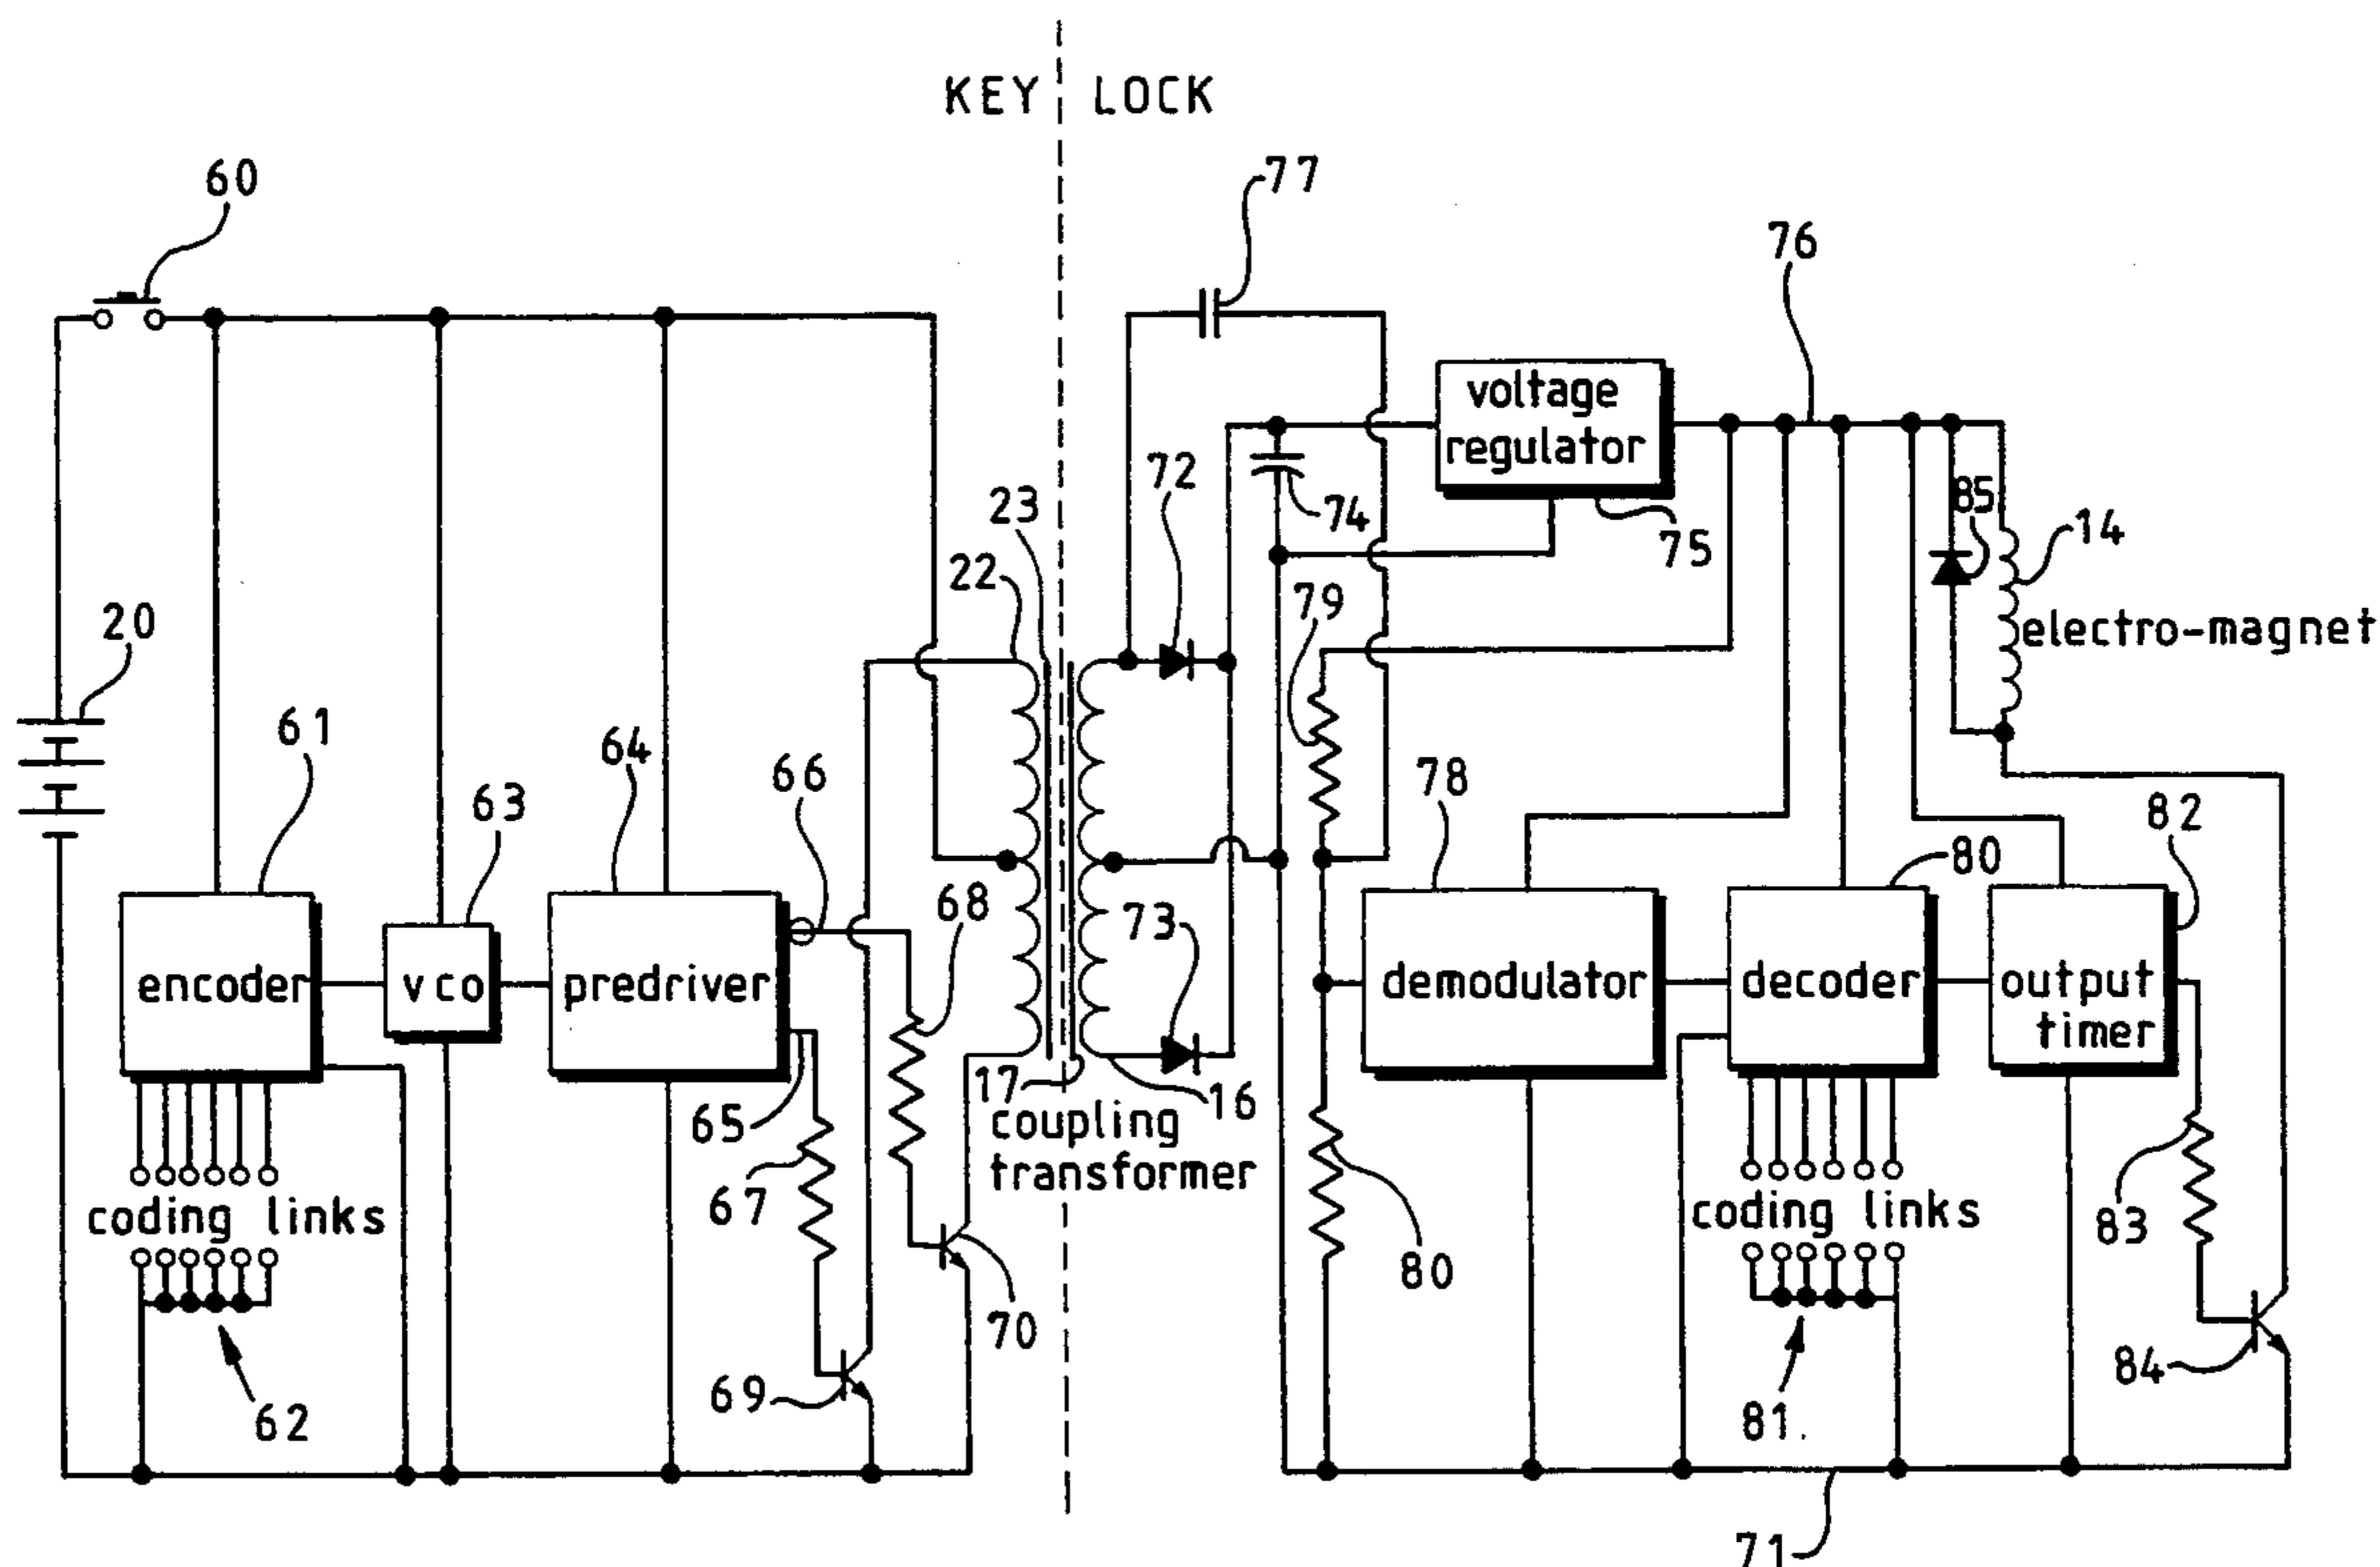 KEY LOCK
60
77
76
72
74
voltage
regulator
75
85
14
electro-magnet
23
22
79
20
61
64
63
66
68
73
78
80
82
encoder
vco
predriver
demodulator
decoder
output
timer
65
67
17
16
coupling
transformer
coding links
62
69
70
80
coding links
81.
83
84
71